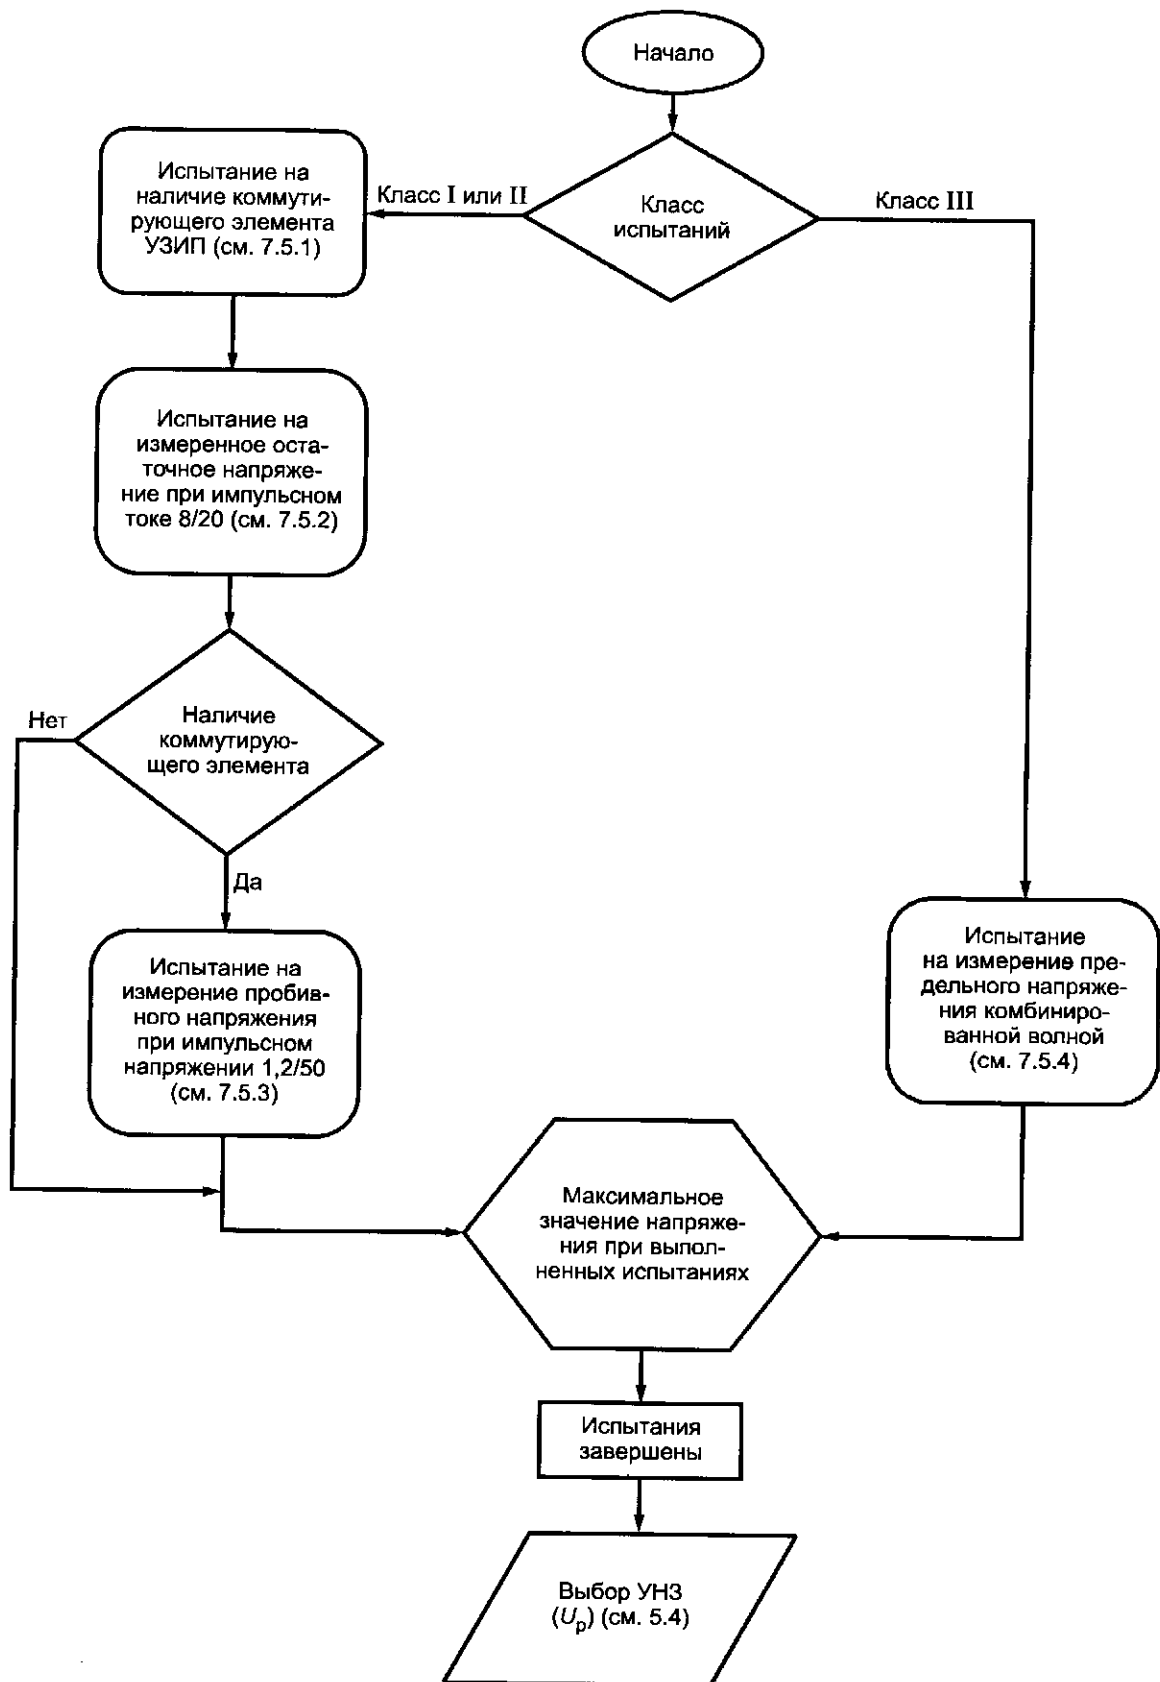 Начало
Испытание на
наличие коммути-
рующего элемента
УЗИП (см. 7.5.1)
Класс I или II
Класс
испытаний
Класс III
Испытание на
измеренное оста-
точное напряже-
ние при импульсном
токе 8/20 (см. 7.5.2)
Нет
Наличие
коммутирую-
щего элемента
Да
Испытание на
измерение пробив-
ного напряжения
при импульсном
напряжении 1,2/50
(см. 7.5.3)
Испытание
на измерение пре-
дельного напряже-
ния комбиниро-
ванной волной
(см. 7.5.4)
Максимальное
значение напряже-
ния при выпол-
ненных испытаниях
Испытания
завершены
Выбор УНЗ
(Uр) (см. 5.4)